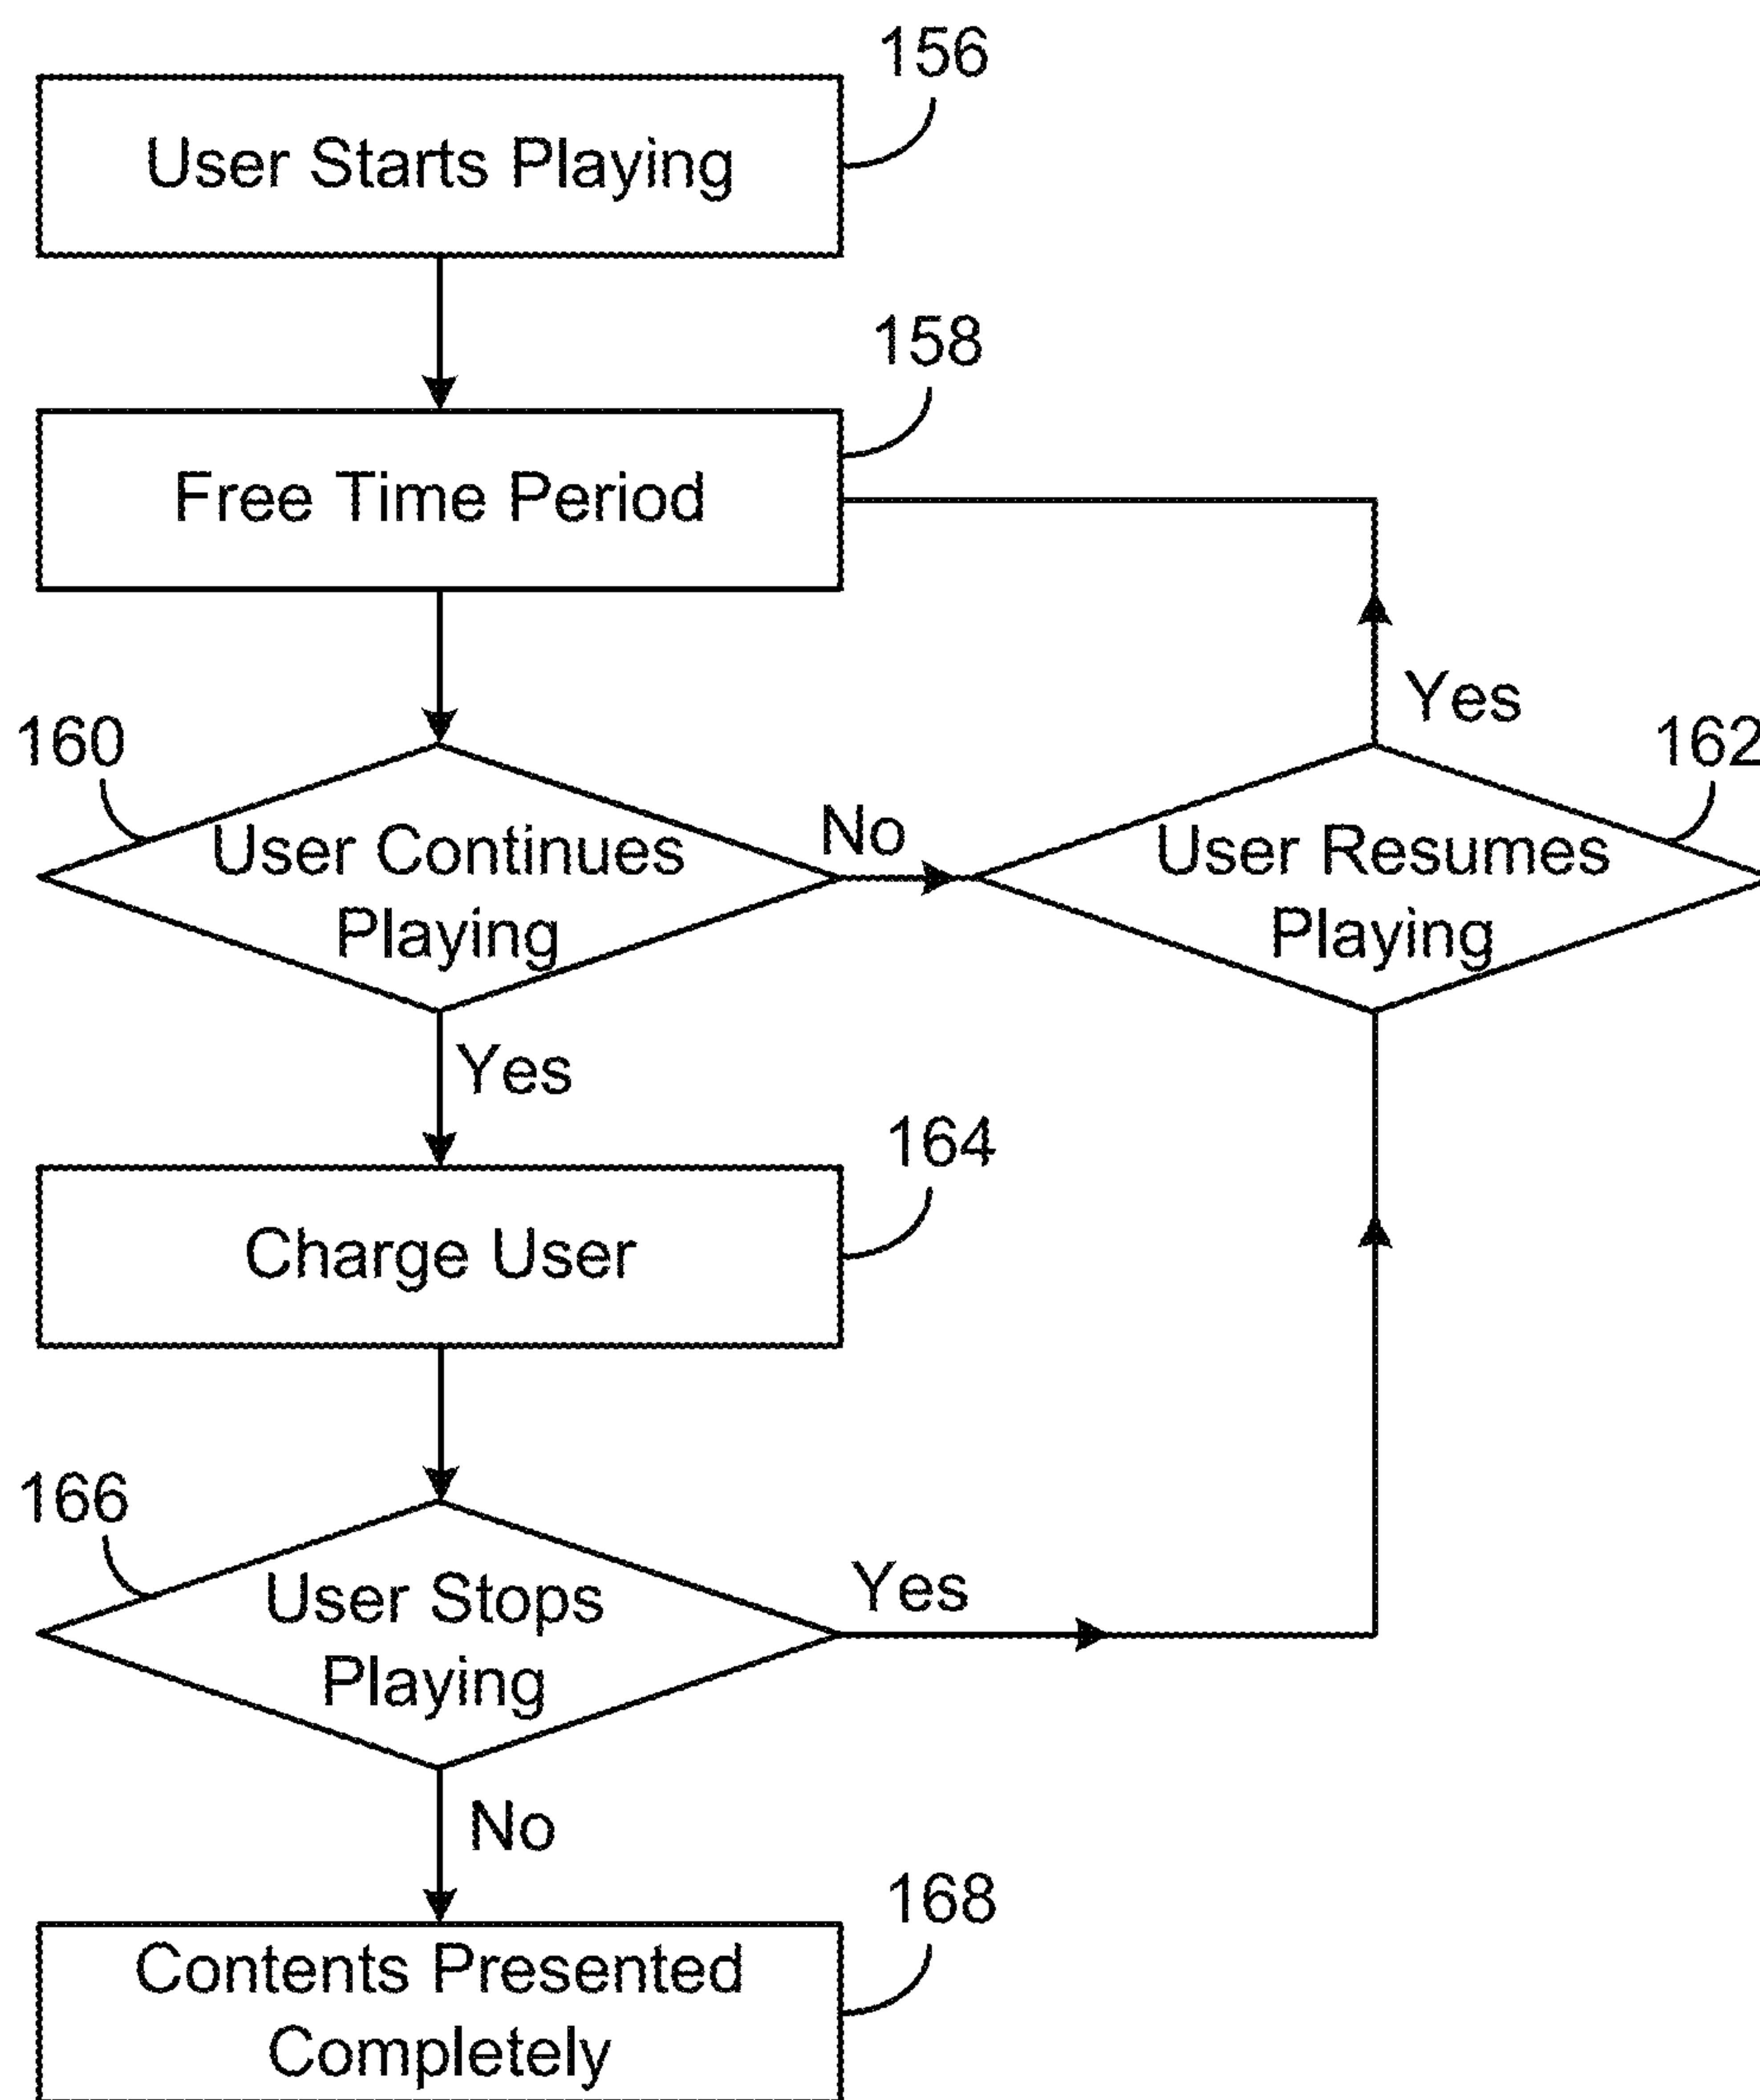 156
User Starts Playing
158
Free Time Period
Yes
160
162
No
User Continues
Playing
User Resumes
Playing
Yes
164
Charge User
166
Yes
User Stops
Playing
No
168
Contents Presented
Completely